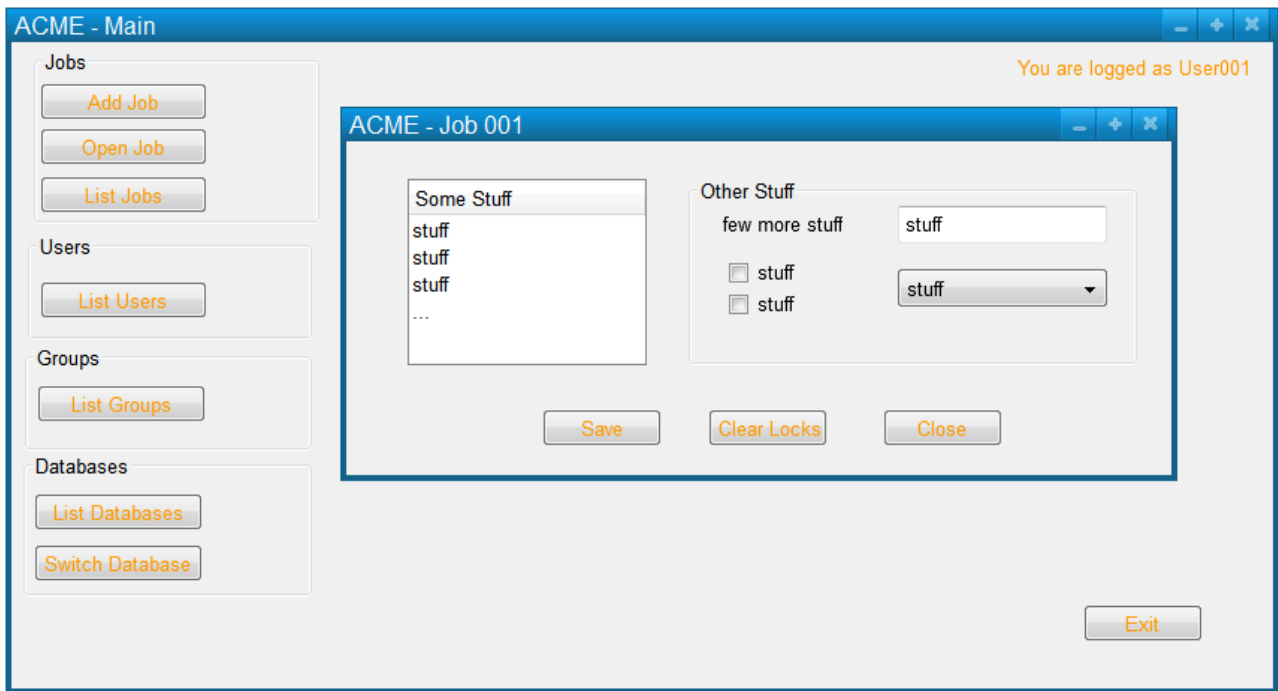 ACME - Main
You are logged as User001
Jobs
Add Job
Open Job
List Jobs
Users
List Users
Groups
List Groups
Databases
List Databases
Switch Database
ACME - Job 001
Some Stuff
stuff
stuff
stuff
...
Other Stuff
few more stuff
stuff
stuff
stuff
stuff
Save
Clear Locks
Close
Exit